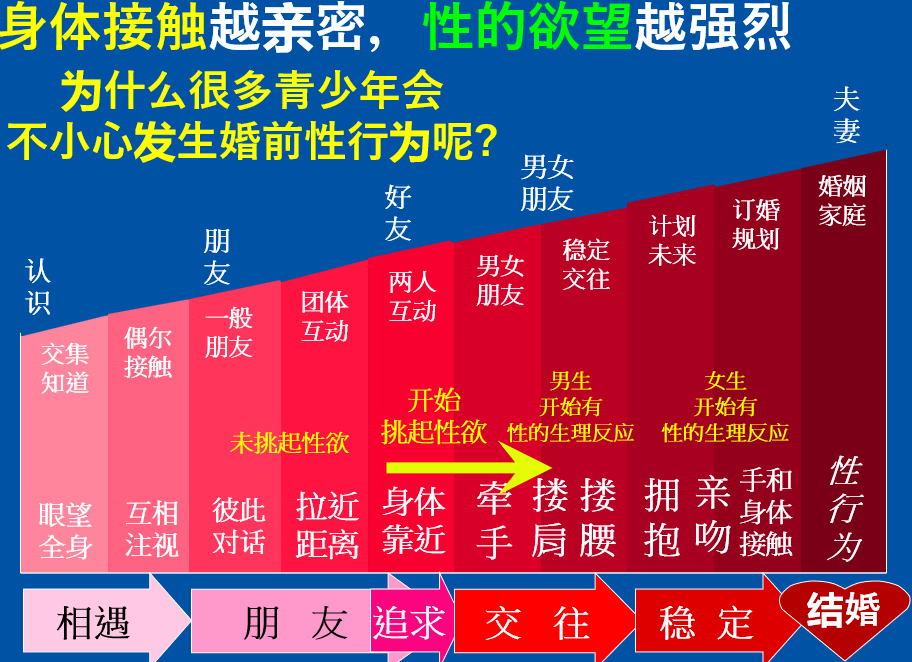 身体接触越亲密，性的欲望越强烈
为什么很多青少年会
不小心发生婚前性行为呢？
认识
朋友
好友
男女
朋友
夫妻
交集
知道
偶尔
接触
一般
朋友
团体
互动
两人
互动
男女
朋友
稳定
交往
计划
未来
订婚
规划
婚姻
家庭
未挑起性欲
开始
挑起性欲
男生
开始有
性的生理反应
女生
开始有
性的生理反应
眼望
全身
互相
注视
彼此
对话
拉近
距离
身体
靠近
牵手
搂肩
搂腰
拥抱
亲吻
手和
身体
接触
性行为
相遇
朋 友
追求
交 往
稳 定
结婚